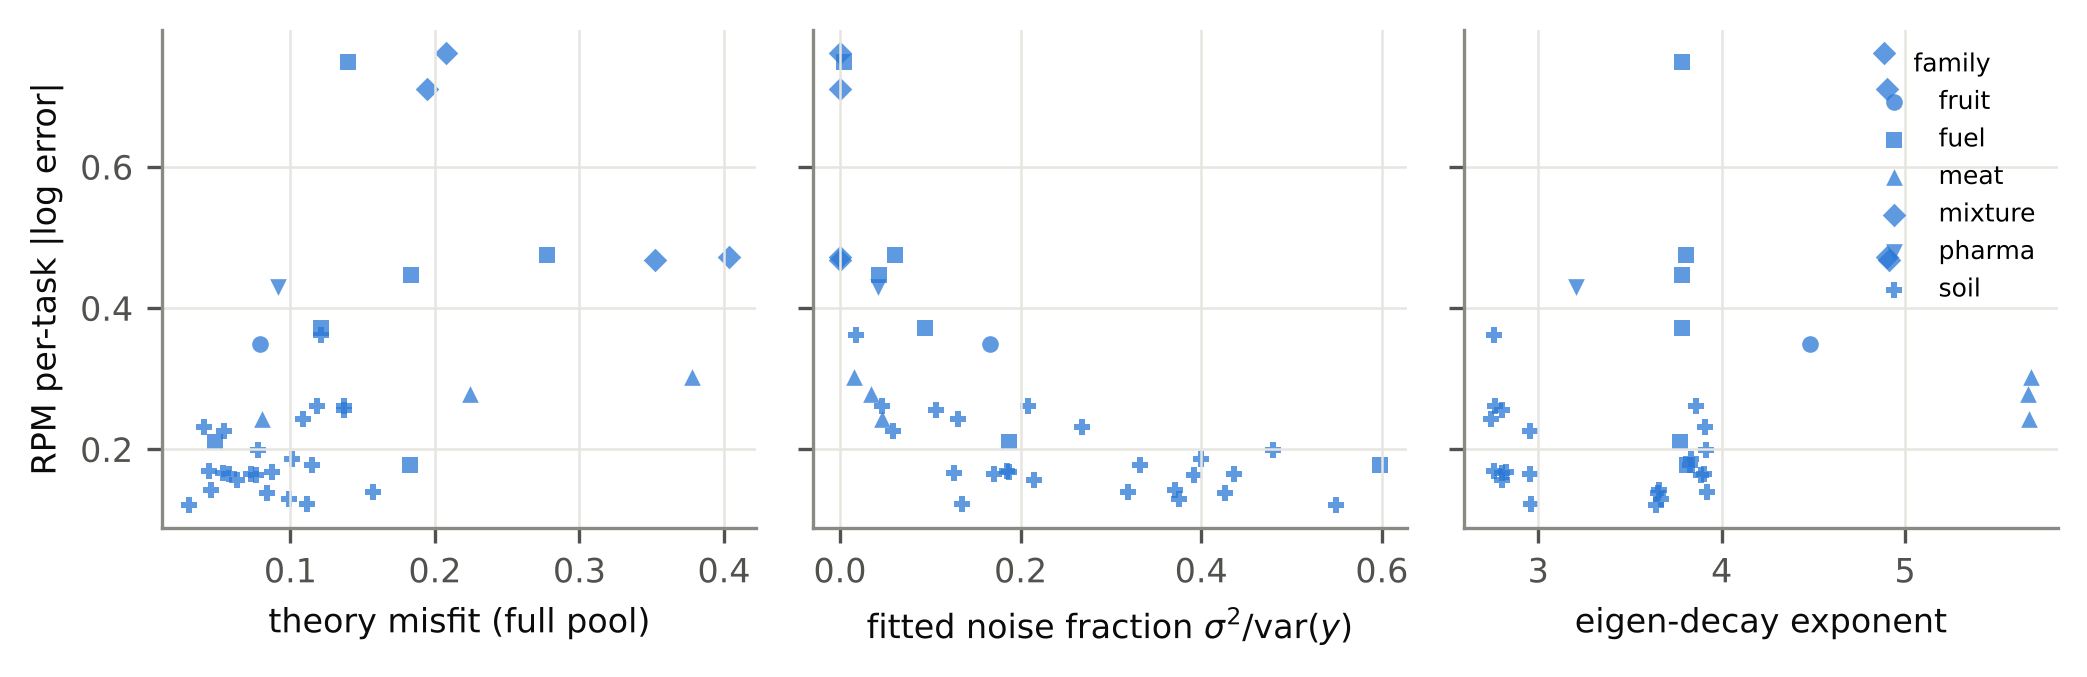 RPM per-task |log error|
0.6
0.4
0.2
0.1 0.2 0.3 0.4
theory misfit (full pool)
0.0 0.2 0.4 0.6
fitted noise fraction σ²/var(y)
family
fruit
fuel
meat
mixture
pharma
soil
3 4 5
eigen-decay exponent